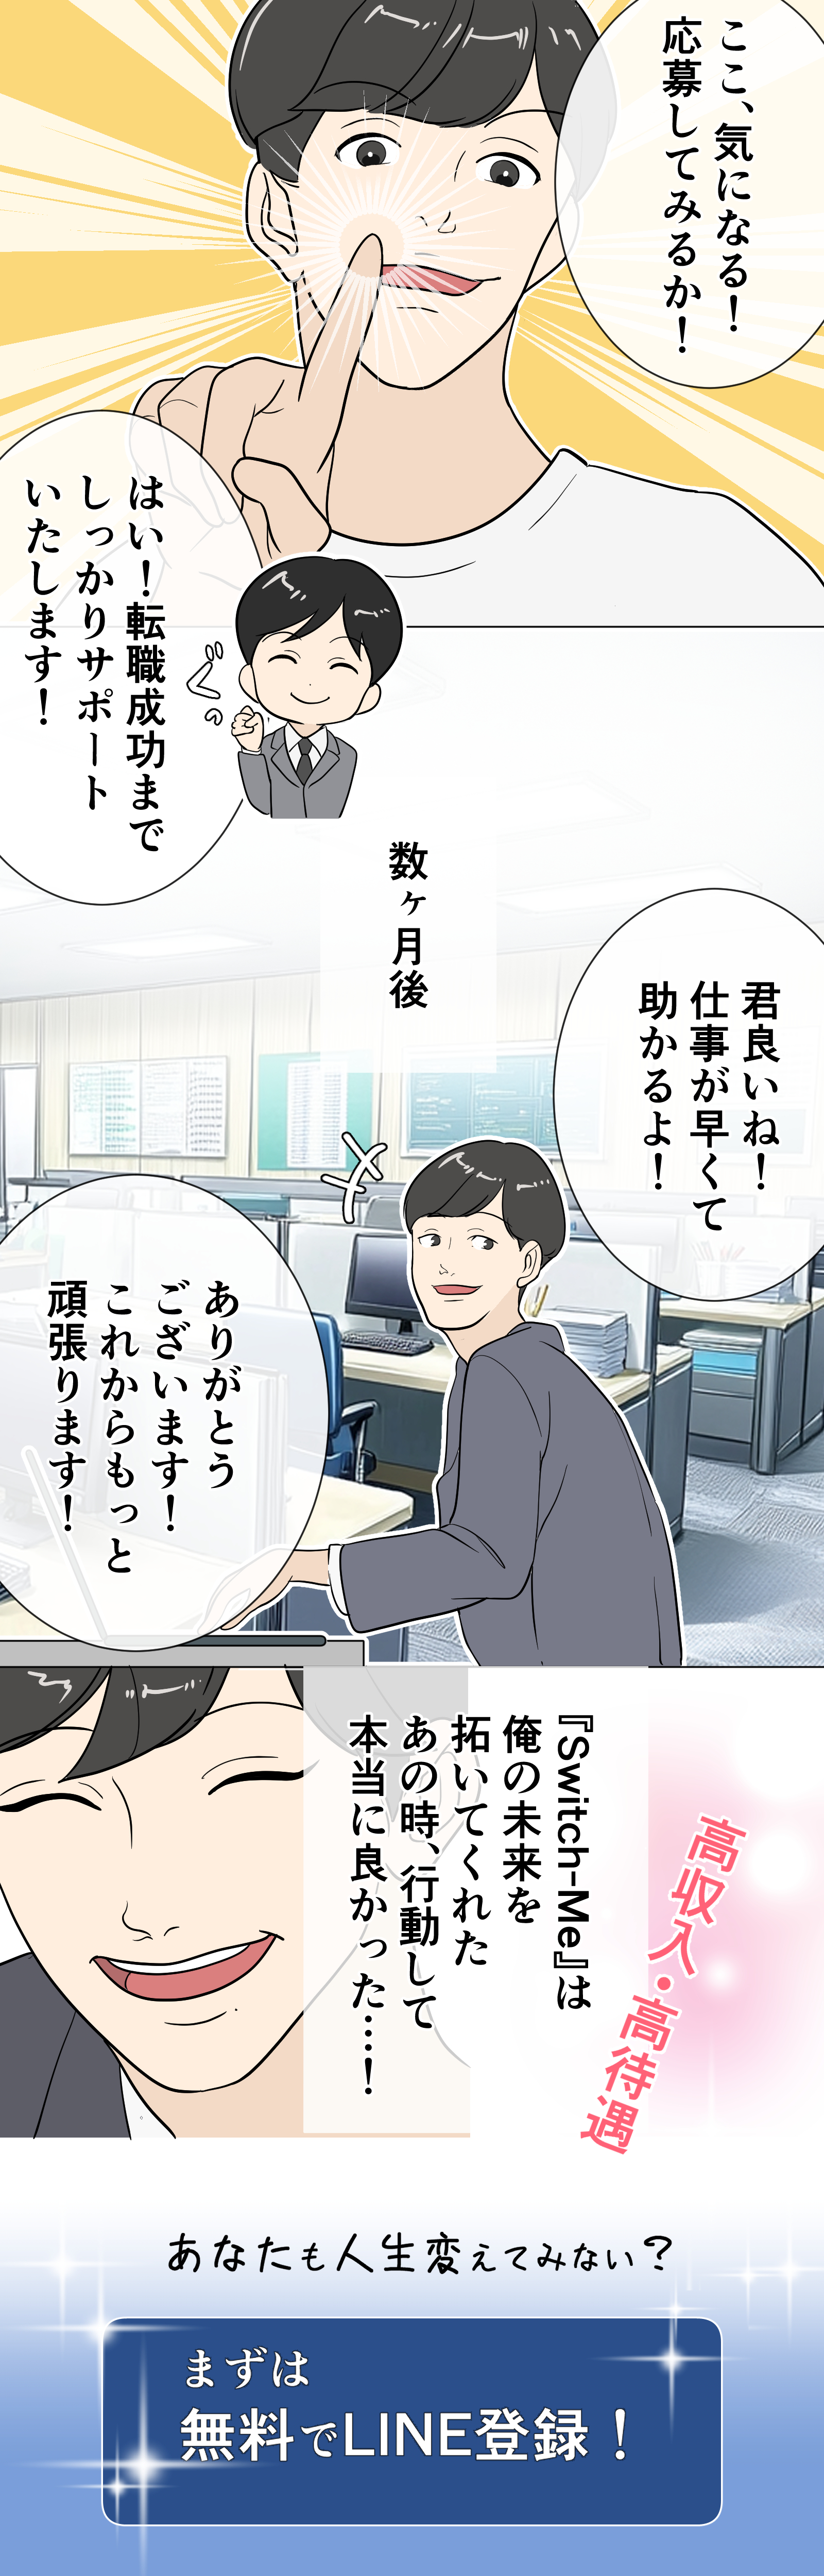 ここ、気になる！
応募してみるか！
はい！転職成功まで
しっかりサポート
いたします！
ぐっ
数ヶ月後
君良いね！
仕事が早くて
助かるよ！
ありがとう
ございます！
これからもっと
頑張ります！
『Switch-Me』は
俺の未来を
拓いてくれた
あの時、行動して
本当に良かった…！
高収入・高待遇
あなたも人生変えてみない？
まずは
無料でLINE登録！